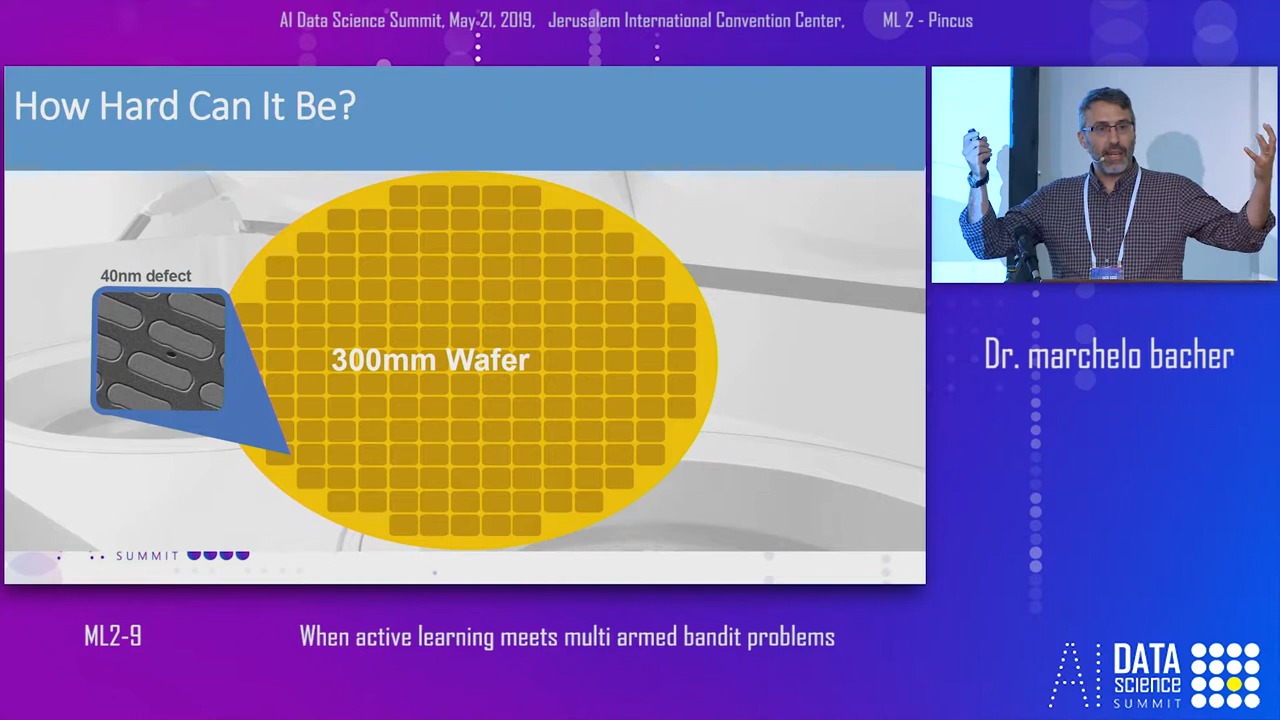 AI Data Science Summit, May 21, 2019, Jerusalem International Convention Center, ML 2 - Pincus
How Hard Can It Be?
40nm defect
300mm Wafer
SUMMIT
Dr. marchelo bacher
ML2-9 When active learning meets multi armed bandit problems
AI DATA
science
SUMMIT